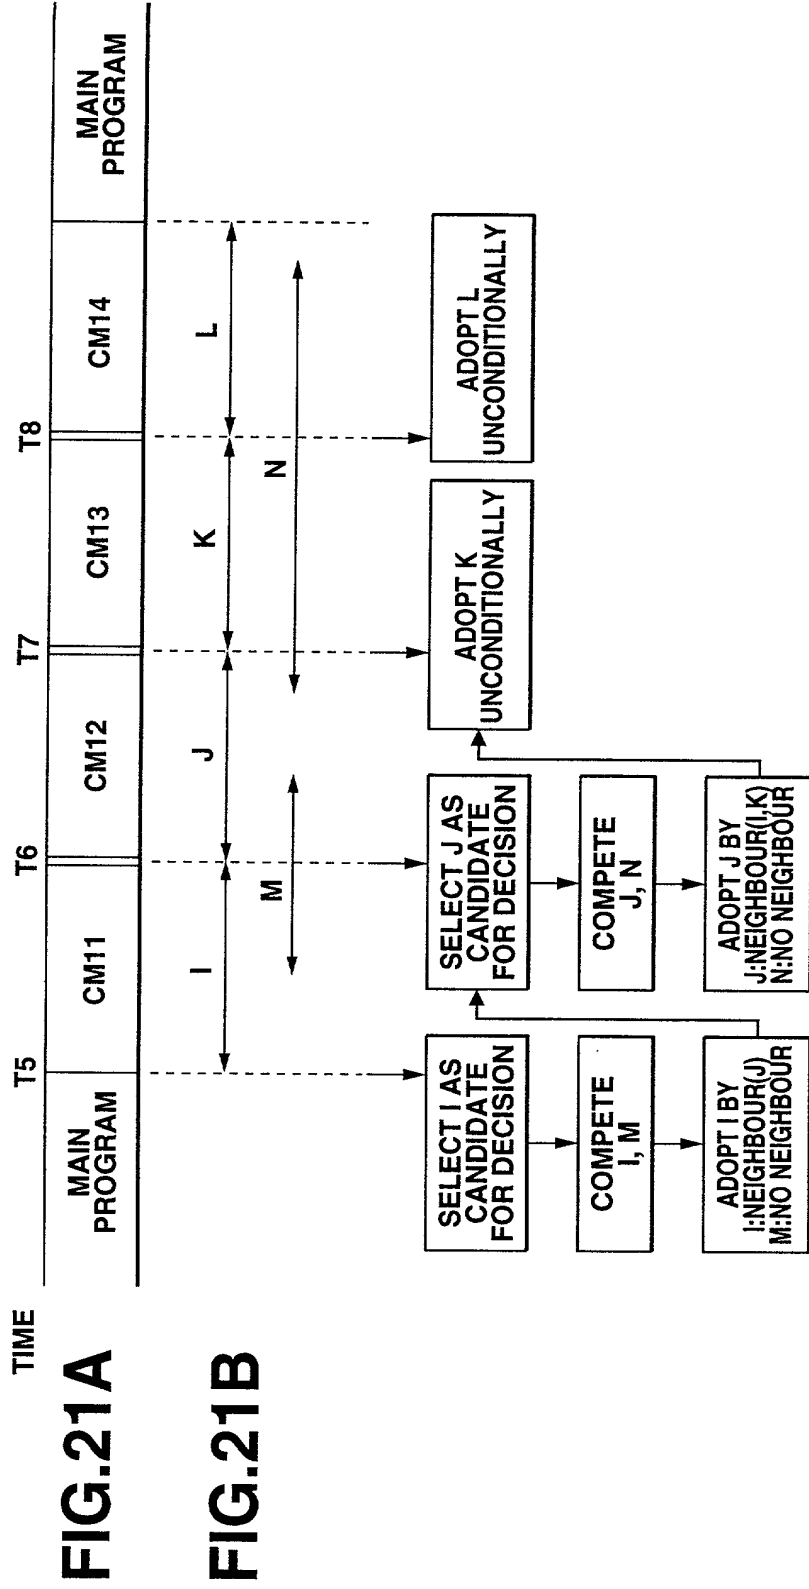 TIME
T5
T6
T7
T8
MAIN
PROGRAM
CM11
CM12
CM13
CM14
MAIN
PROGRAM
FIG.21A
FIG.21B
I
J
K
L
M
N
SELECT I AS
CANDIDATE
FOR DECISION
COMPETE
I, M
ADOPT I BY
I:NEIGHBOUR(J)
M:NO NEIGHBOUR
SELECT J AS
CANDIDATE
FOR DECISION
COMPETE
J, N
ADOPT J BY
J:NEIGHBOUR(I,K)
N:NO NEIGHBOUR
ADOPT K
UNCONDITIONALLY
ADOPT L
UNCONDITIONALLY